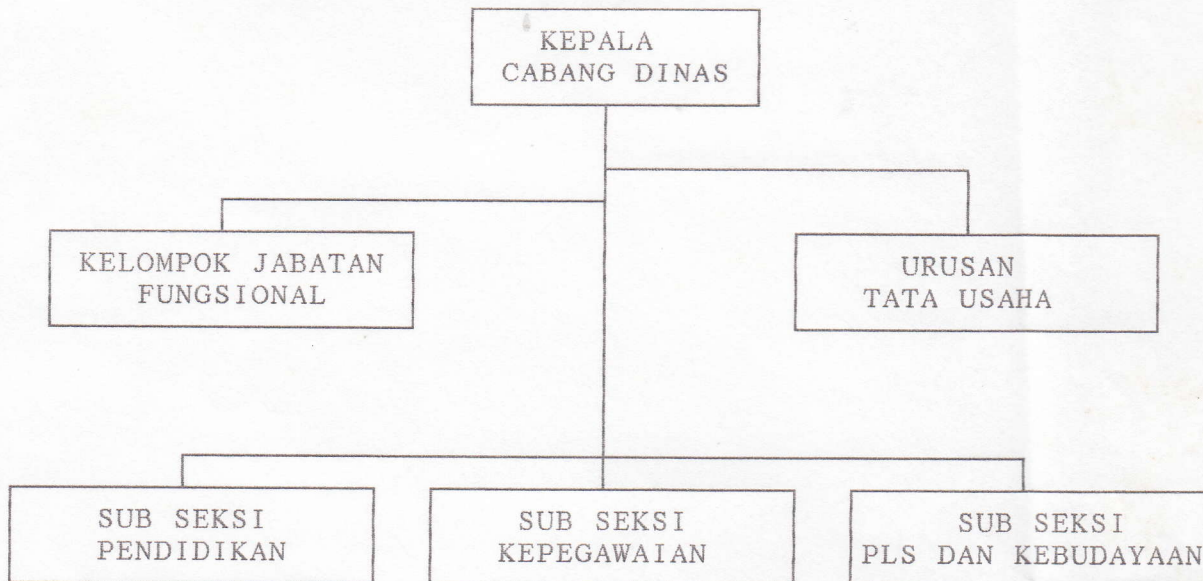 KEPALA
CABANG DINAS
KELOMPOK JABATAN
FUNGSIONAL
URUSAN
TATA USAHA
SUB SEKSI
PENDIDIKAN
SUB SEKSI
KEPEGAWAIAN
SUB SEKSI
PLS DAN KEBUDAYAAN